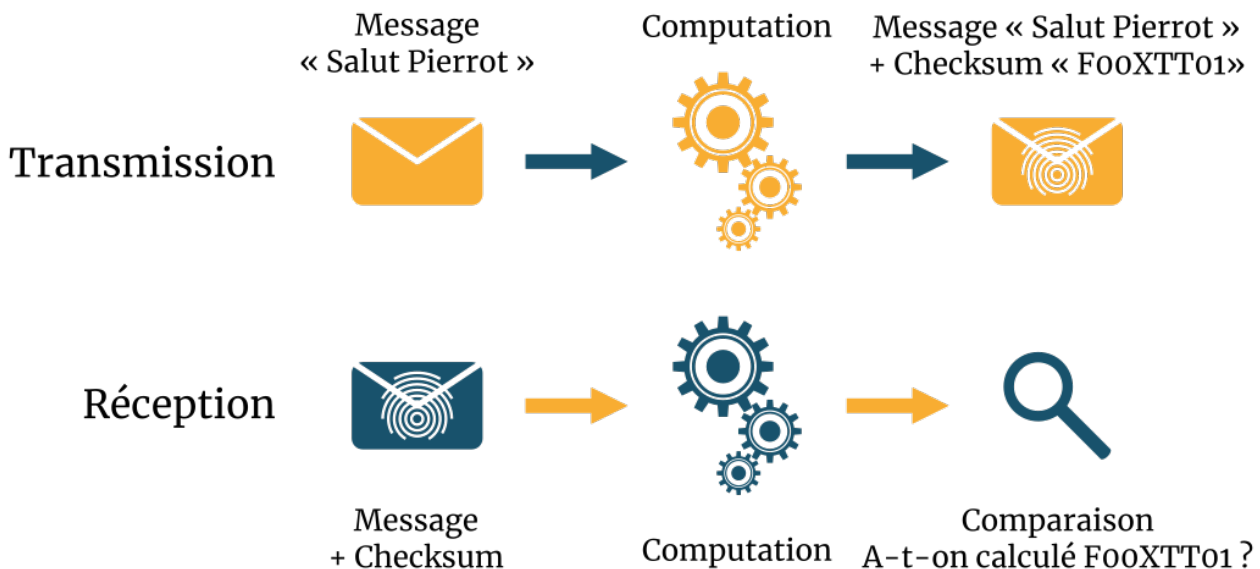 Message
« Salut Pierrot »
Computation
Message « Salut Pierrot »
+ Checksum « F00XTT01»
Transmission
Réception
Message
+ Checksum
Computation
Comparaison
A-t-on calculé F00XTT01 ?